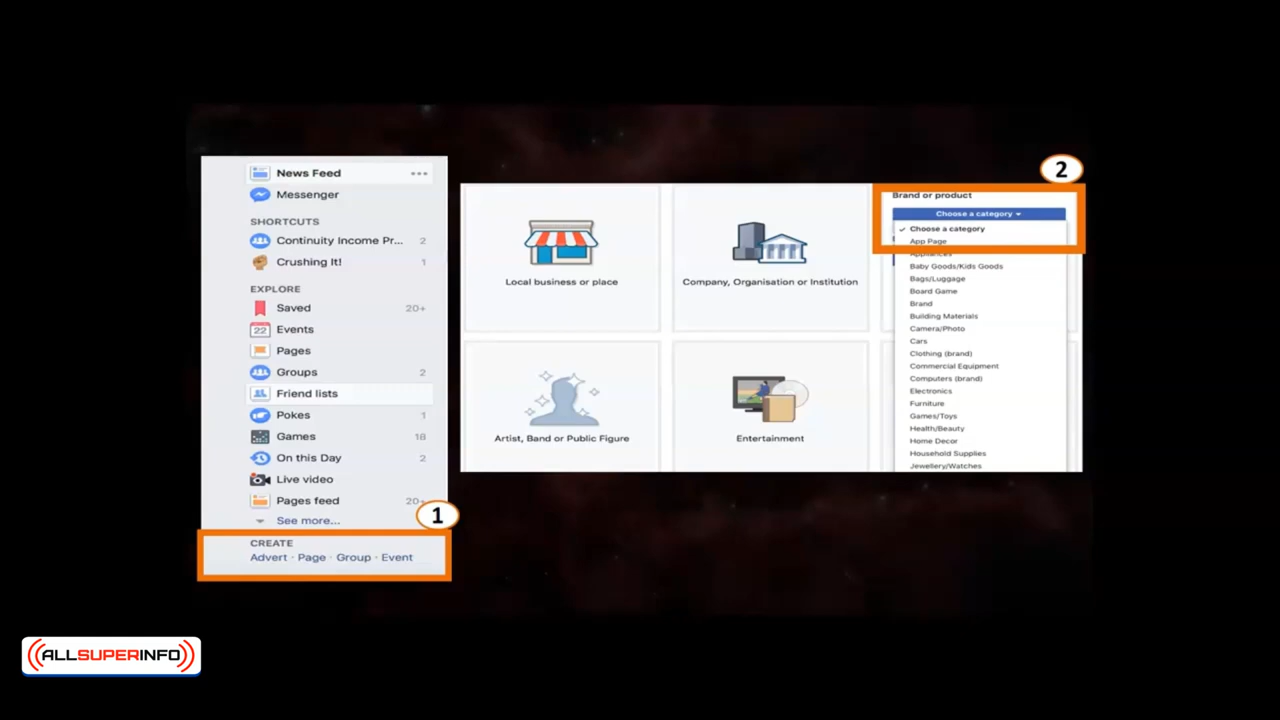 News Feed
Messenger
SHORTCUTS
Continuity Income Pr... 2
Crushing It! 1
EXPLORE
Saved 20+
22 Events
Pages
Groups 2
Friend lists
Pokes 1
Games 18
On this Day 2
Live video
Pages feed 20+
See more...
1
CREATE
Advert · Page · Group · Event
Local business or place
Company, Organisation or Institution
Artist, Band or Public Figure
Entertainment
2
Brand or product
Choose a category
Choose a category
App Page
Appliances
Baby Goods/Kids Goods
Bags/Luggage
Board Game
Brand
Building Materials
Camera/Photo
Cars
Clothing (brand)
Commercial Equipment
Computers (brand)
Electronics
Furniture
Games/Toys
Health/Beauty
Home Decor
Household Supplies
Jewellery/Watches
ALLSUPERINFO